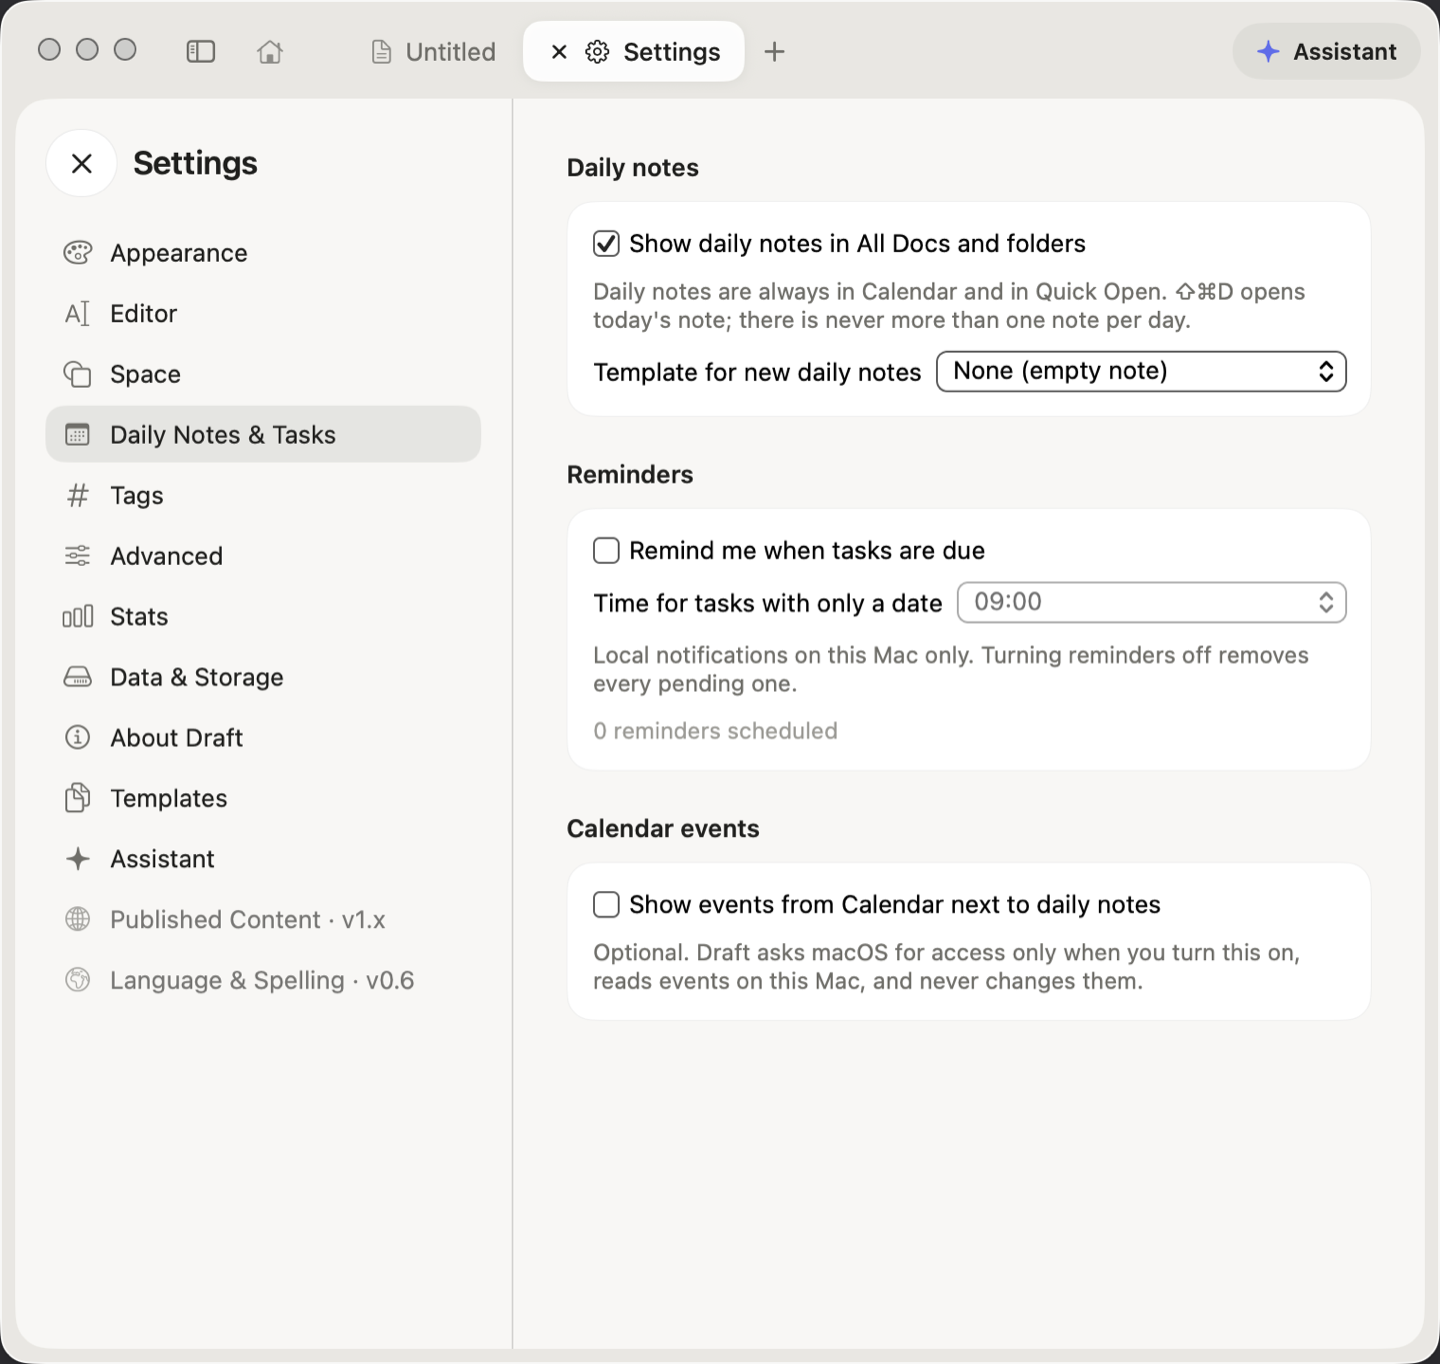 Untitled
Settings
Assistant
Settings
Appearance
Editor
Space
Daily Notes & Tasks
Tags
Advanced
Stats
Data & Storage
About Draft
Templates
Assistant
Published Content · v1.x
Language & Spelling · v0.6
Daily notes
Show daily notes in All Docs and folders
Daily notes are always in Calendar and in Quick Open. ⇧⌘D opens
today's note; there is never more than one note per day.
Template for new daily notes None (empty note)
Reminders
Remind me when tasks are due
Time for tasks with only a date 09:00
Local notifications on this Mac only. Turning reminders off removes
every pending one.
0 reminders scheduled
Calendar events
Show events from Calendar next to daily notes
Optional. Draft asks macOS for access only when you turn this on,
reads events on this Mac, and never changes them.